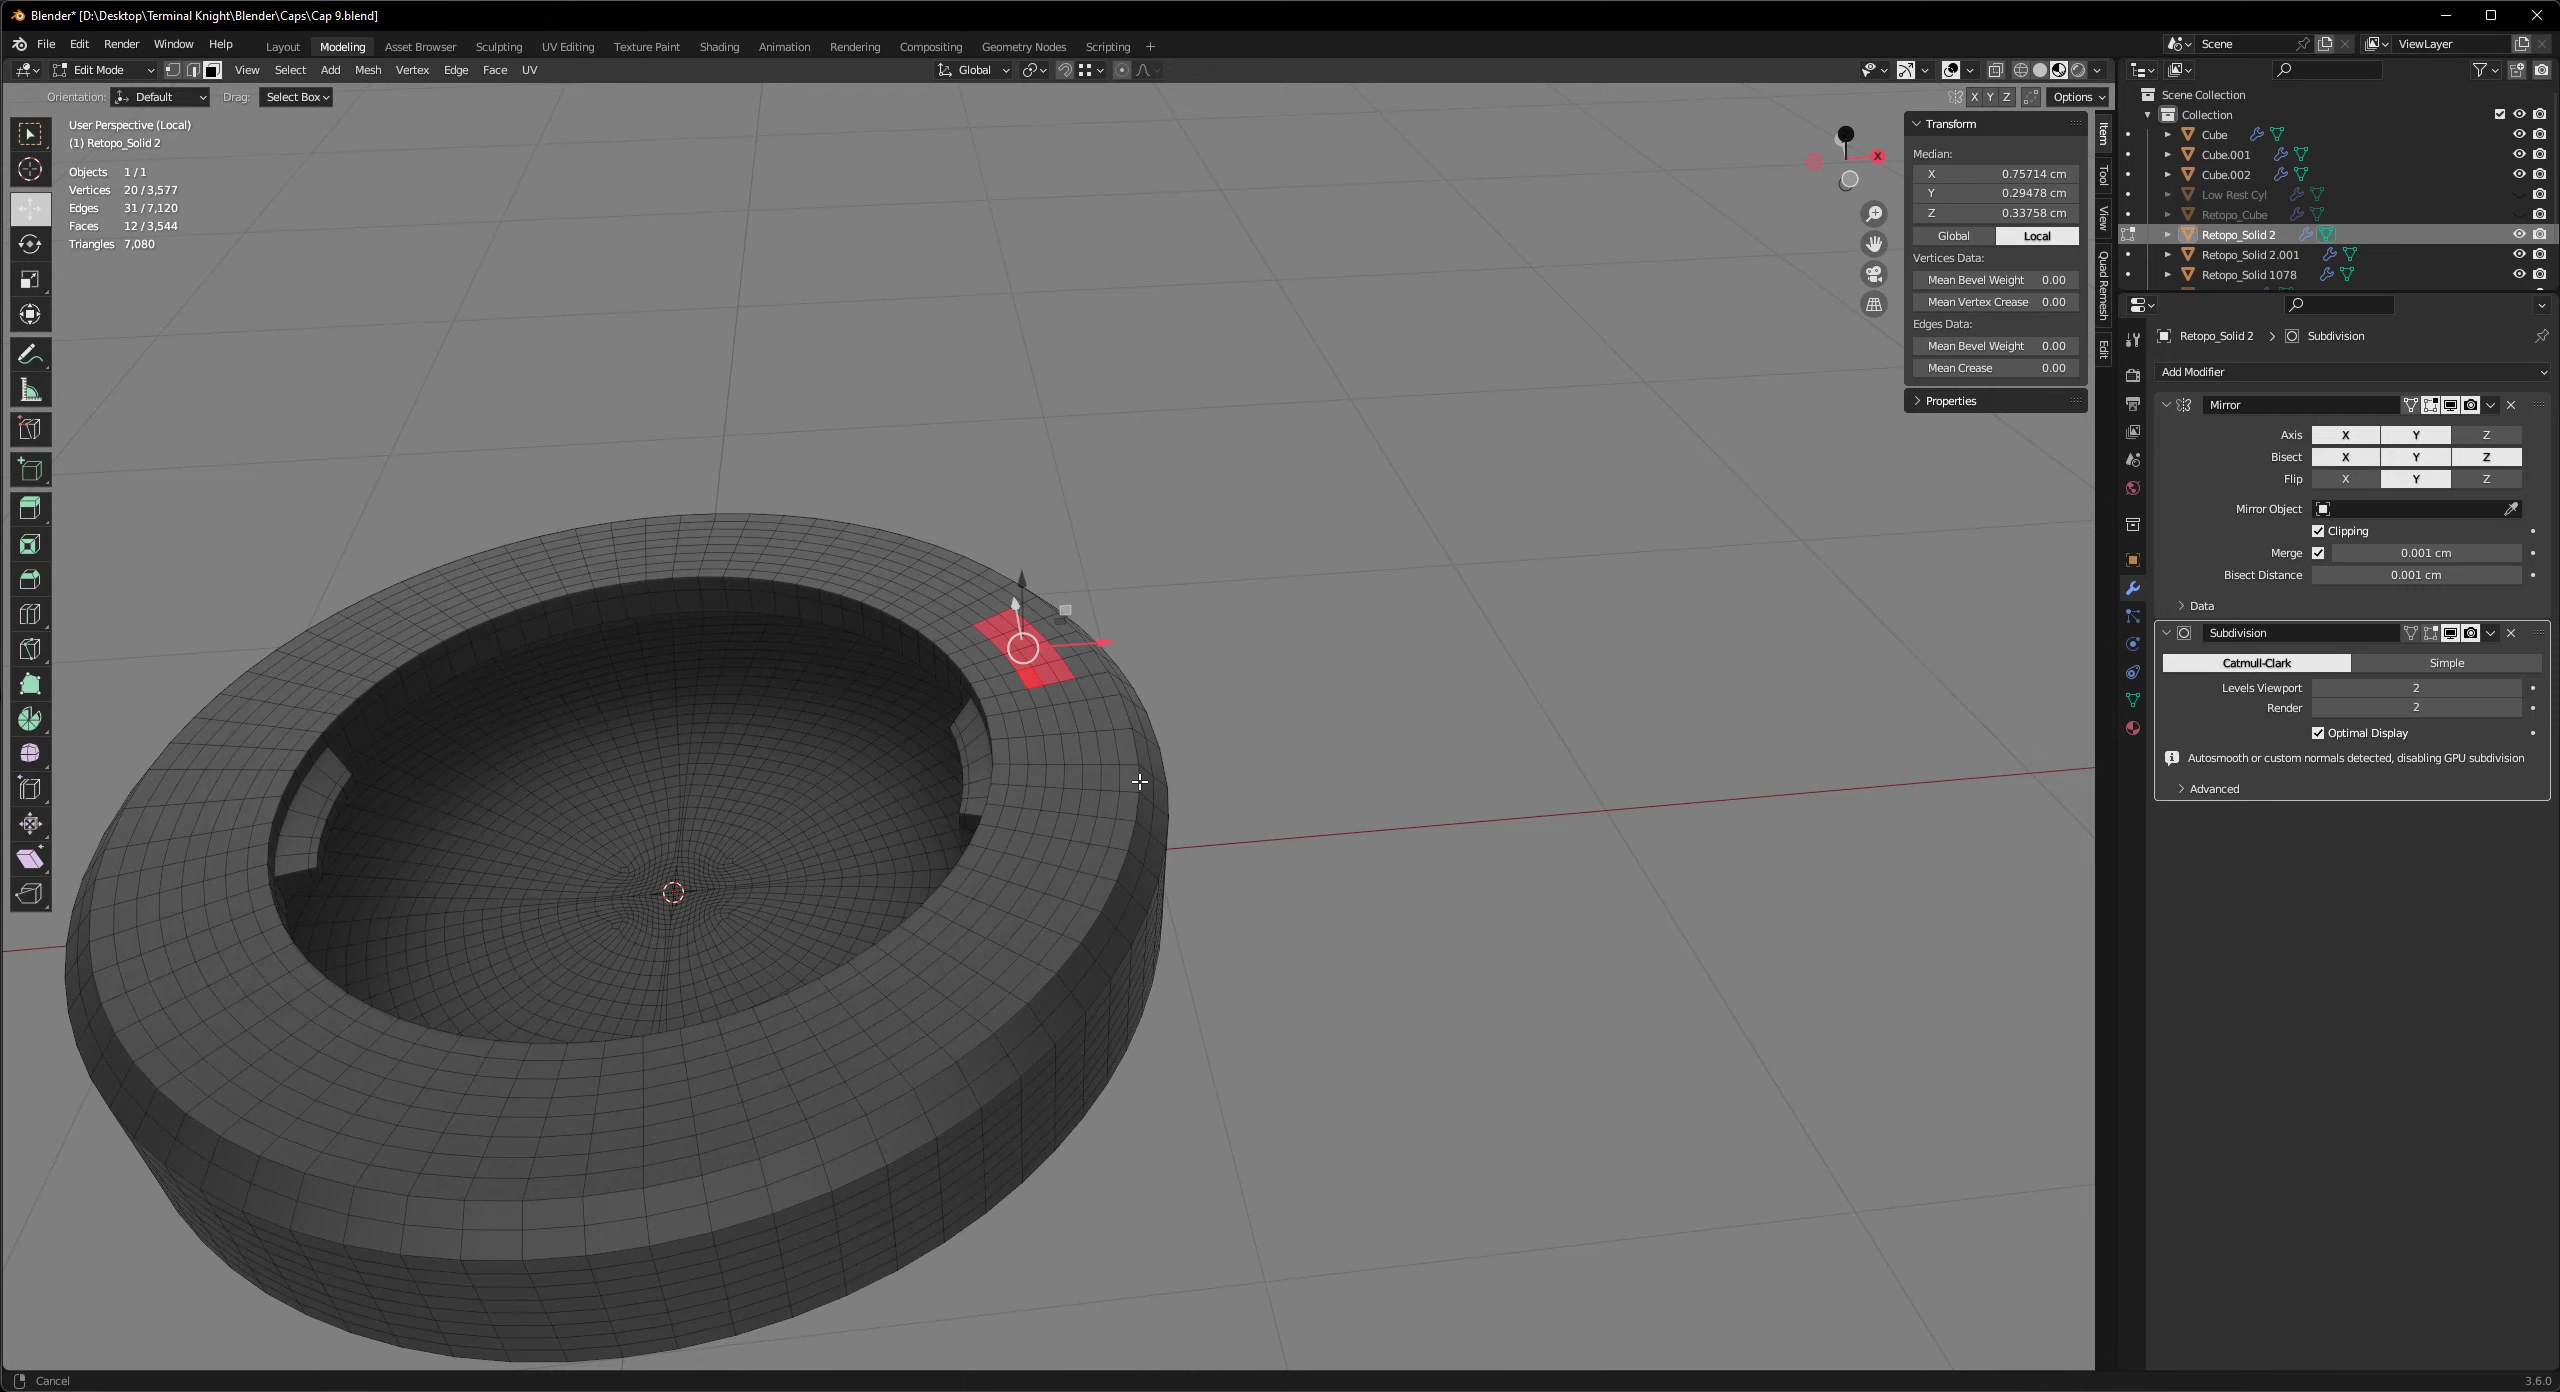 Blender* [D:\Desktop\Terminal Knight\Blender\Caps\Cap 9.blend]
File Edit Render Window Help Layout Modeling Asset Browser Sculpting UV Editing Texture Paint Shading Animation Rendering Compositing Geometry Nodes Scripting + Scene ViewLayer
Edit Mode View Select Add Mesh Vertex Edge Face UV Global
Orientation: Default Drag: Select Box X Y Z Options
User Perspective (Local)
(1) Retopo_Solid 2
Objects 1 / 1
Vertices 20 / 3,577
Edges 31 / 7,120
Faces 12 / 3,544
Triangles 7,080
X
Transform
Median:
X 0.75714 cm
Y 0.29478 cm
Z 0.33758 cm
Global Local
Vertices Data:
Mean Bevel Weight 0.00
Mean Vertex Crease 0.00
Edges Data:
Mean Bevel Weight 0.00
Mean Crease 0.00
Properties
Item
Tool
View
Quad Remesh
Edit
Scene Collection
Collection
Cube
Cube.001
Cube.002
Low Rest Cyl
Retopo_Cube
Retopo_Solid 2
Retopo_Solid 2.001
Retopo_Solid 1078
Retopo_Solid 2 > Subdivision
Add Modifier
Mirror
Axis X Y Z
Bisect X Y Z
Flip X Y Z
Mirror Object
Clipping
Merge 0.001 cm
Bisect Distance 0.001 cm
Data
Subdivision
Catmull-Clark Simple
Levels Viewport 2
Render 2
Optimal Display
Autosmooth or custom normals detected, disabling GPU subdivision
Advanced
Cancel
3.6.0